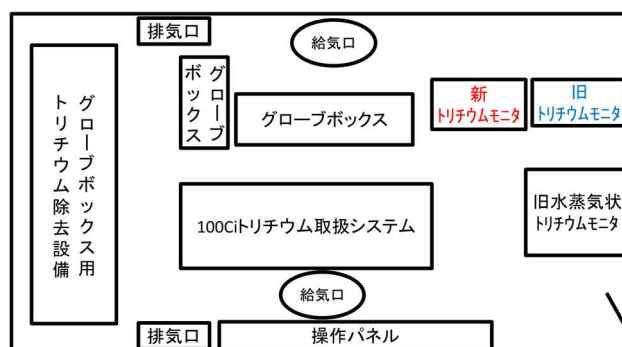 排気口
給気口
グローブ
ボックス
グローブボックス
新
トリチウムモニタ
旧
トリチウムモニタ
グローブボックス用
トリチウム除去設備
100Ciトリチウム取扱システム
旧水蒸気状
トリチウムモニタ
給気口
排気口
操作パネル